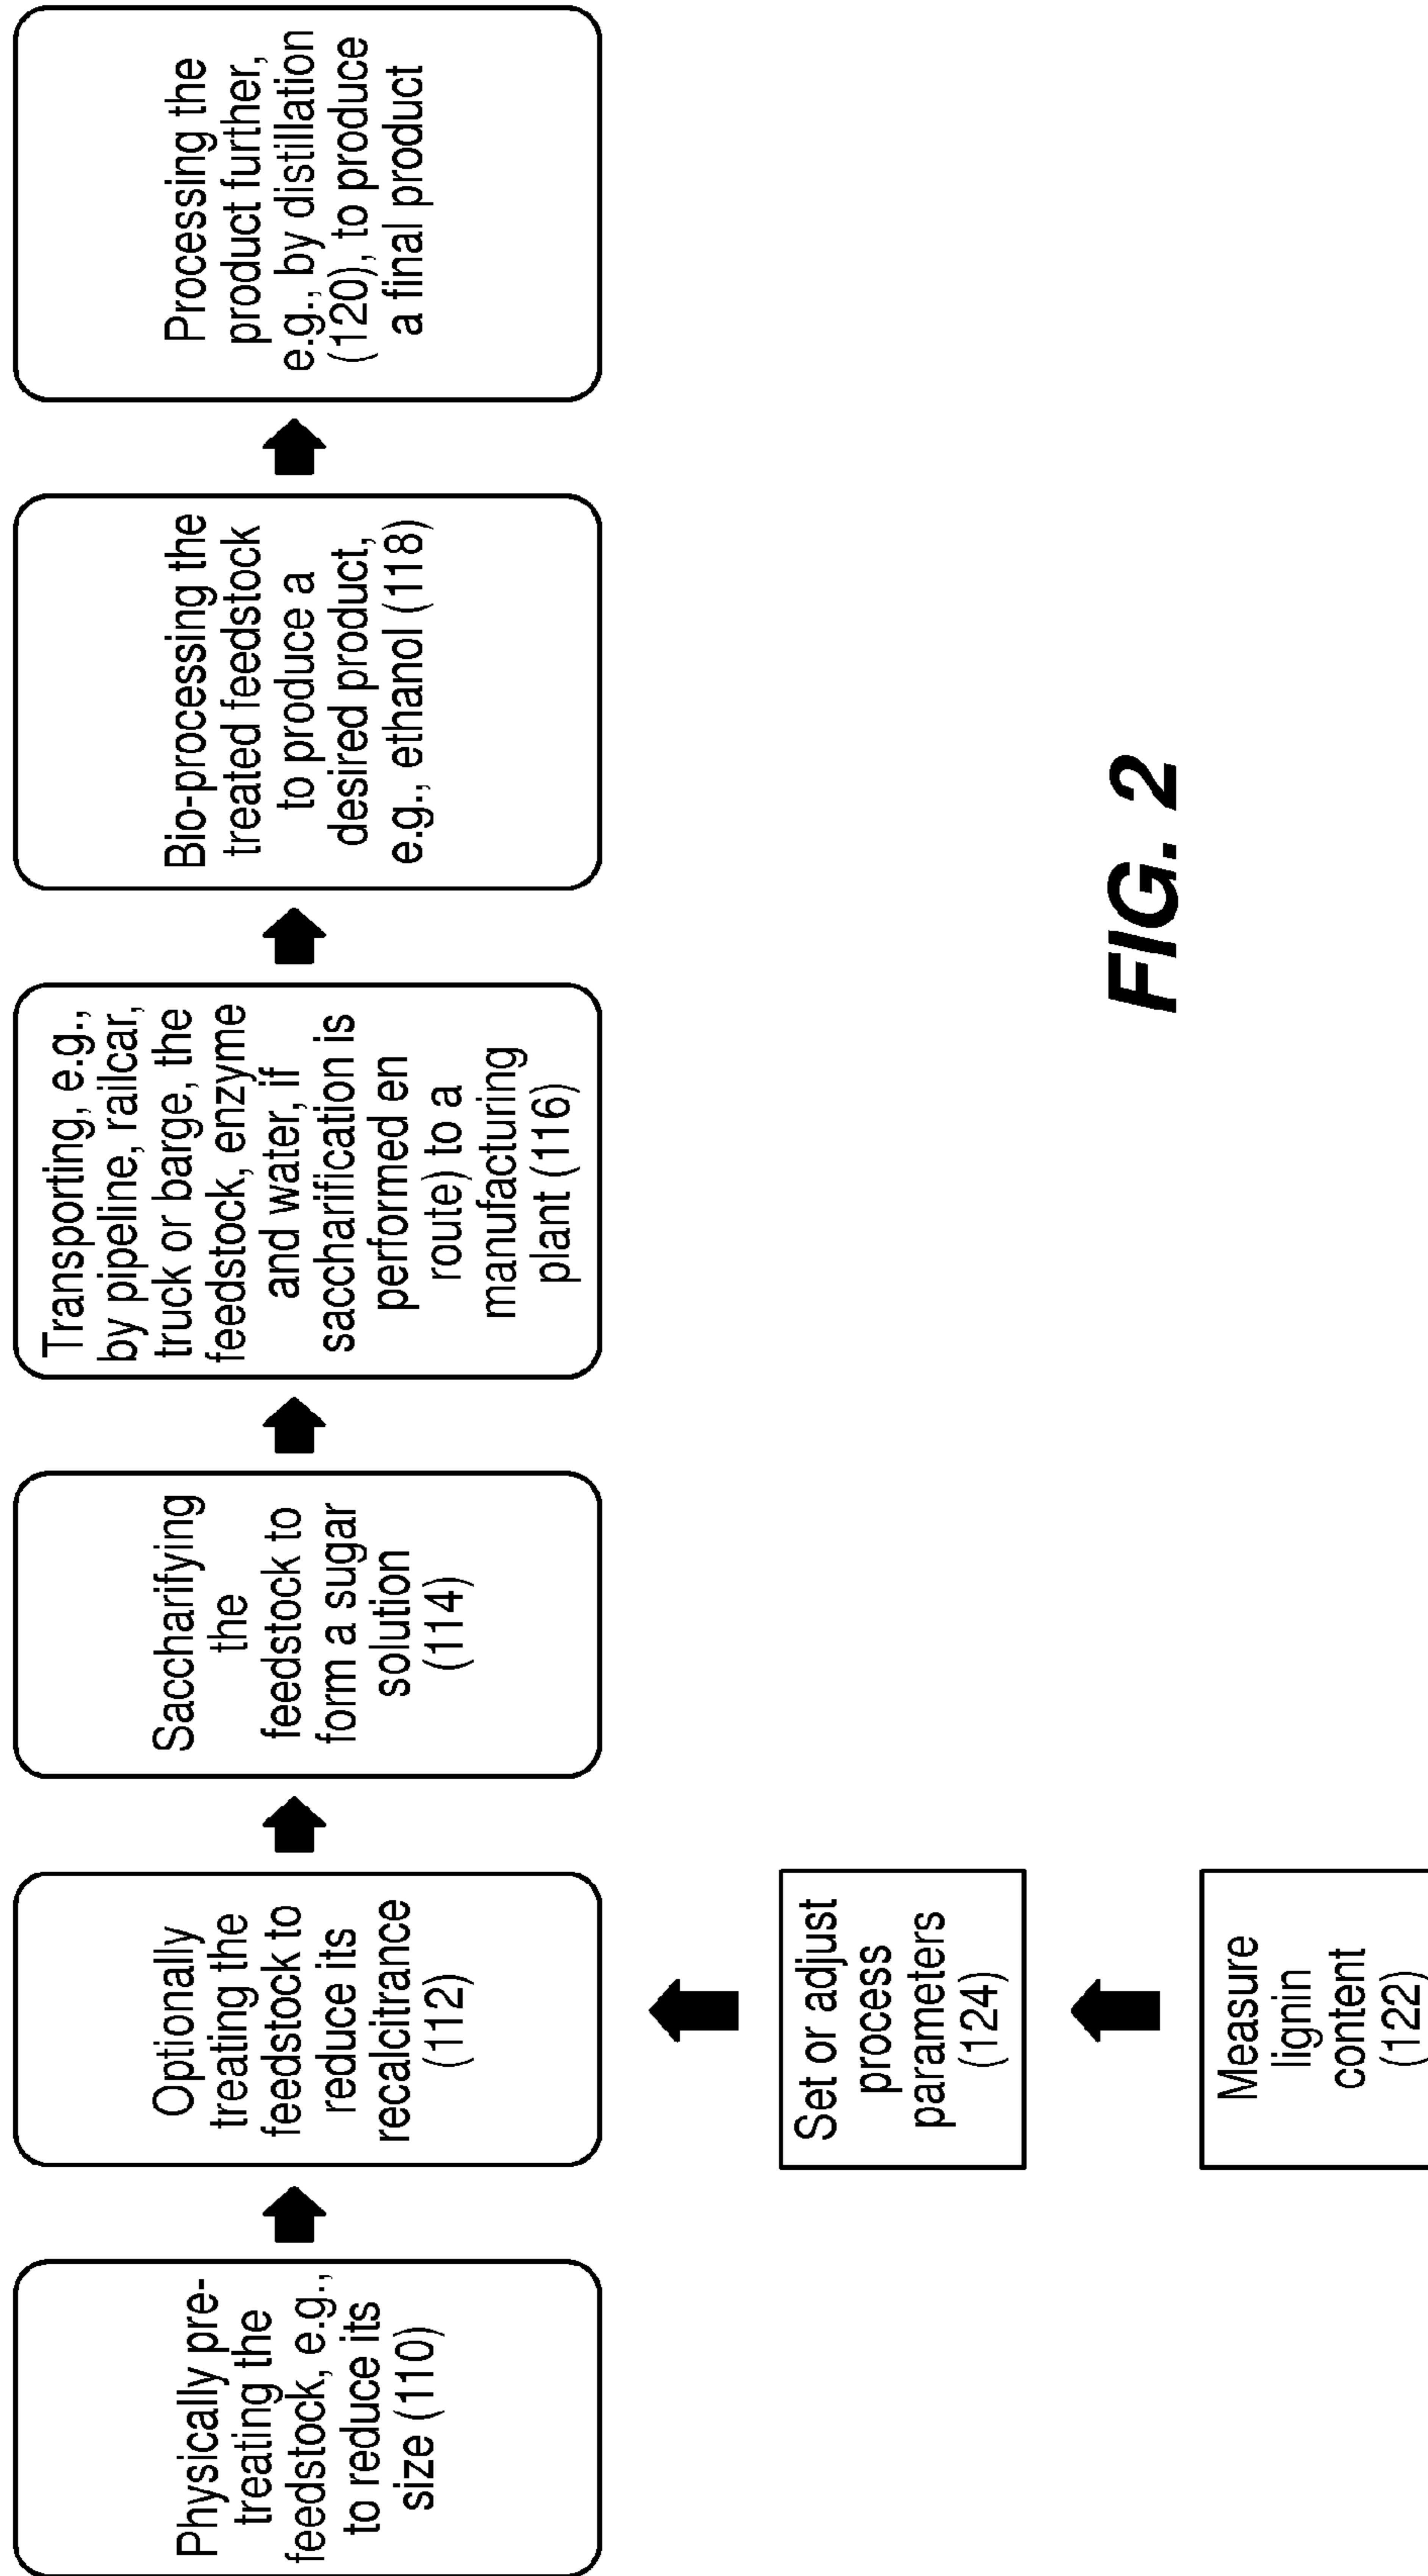 Physically pre-
treating the
feedstock, e.g.,
to reduce its
size (110)
Optionally
treating the
feedstock to
reduce its
recalcitrance
(112)
Saccharifying
the
feedstock to
form a sugar
solution
(114)
Transporting, e.g.,
by pipeline, railcar,
truck or barge, the
feedstock, enzyme
and water, if
saccharification is
performed en
route) to a
manufacturing
plant (116)
Bio-processing the
treated feedstock
to produce a
desired product,
e.g., ethanol (118)
Processing the
product further,
e.g., by distillation
(120), to produce
a final product
Set or adjust
process
parameters
(124)
Measure
lignin
content
(122)
FIG. 2